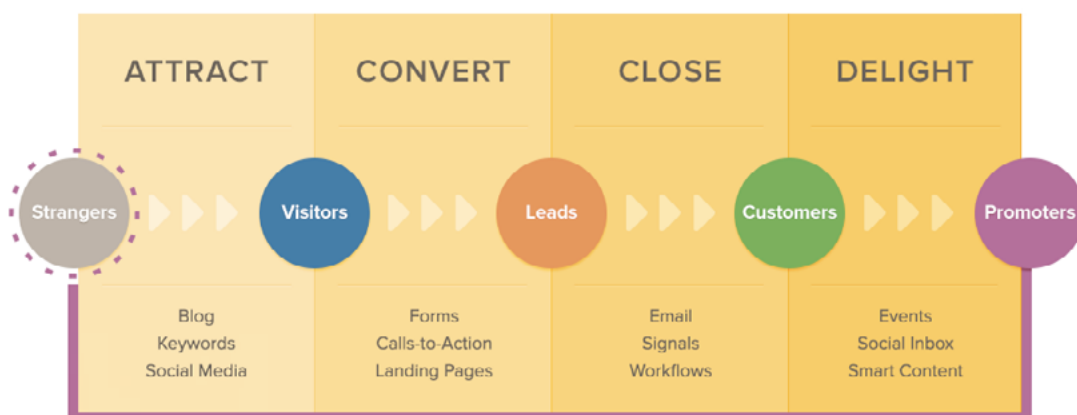 ATTRACT CONVERT CLOSE DELIGHT
Strangers Visitors Leads Customers Promoters
Blog Forms Email Events
Keywords Calls-to-Action Signals Social Inbox
Social Media Landing Pages Workflows Smart Content